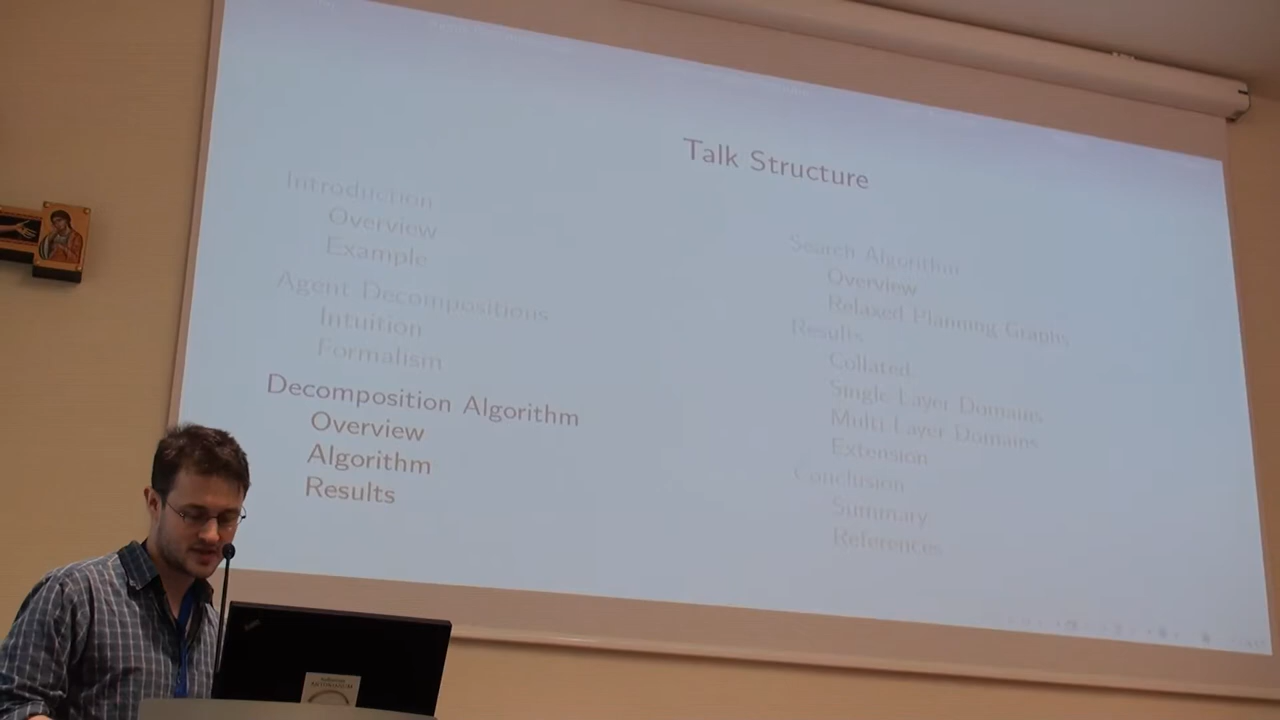 Talk Structure
Introduction
Overview
Example
Agent Decompositions
Intuition
Formalism
Decomposition Algorithm
Overview
Algorithm
Results
Search Algorithm
Overview
Relaxed Planning Graphs
Results
Collated
Single Layer Domains
Multi Layer Domains
Extension
Conclusion
Summary
References